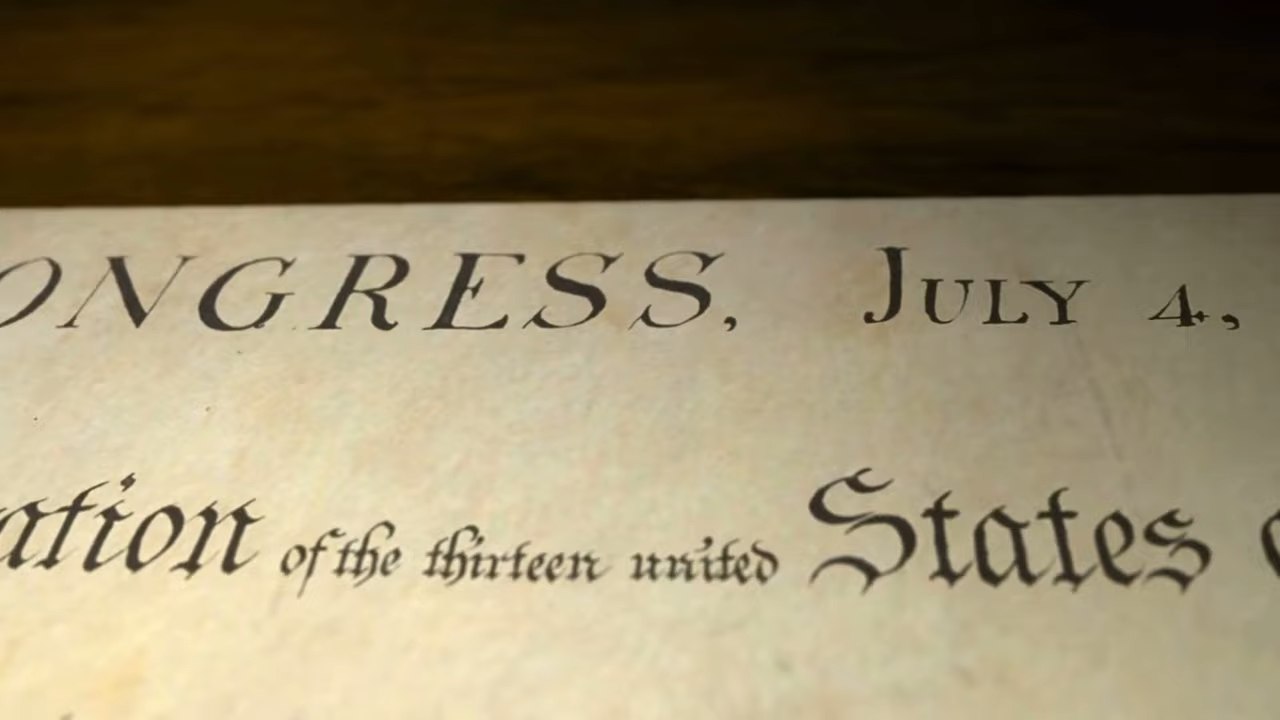 ONGRESS, JULY 4,
ation of the thirteen united States